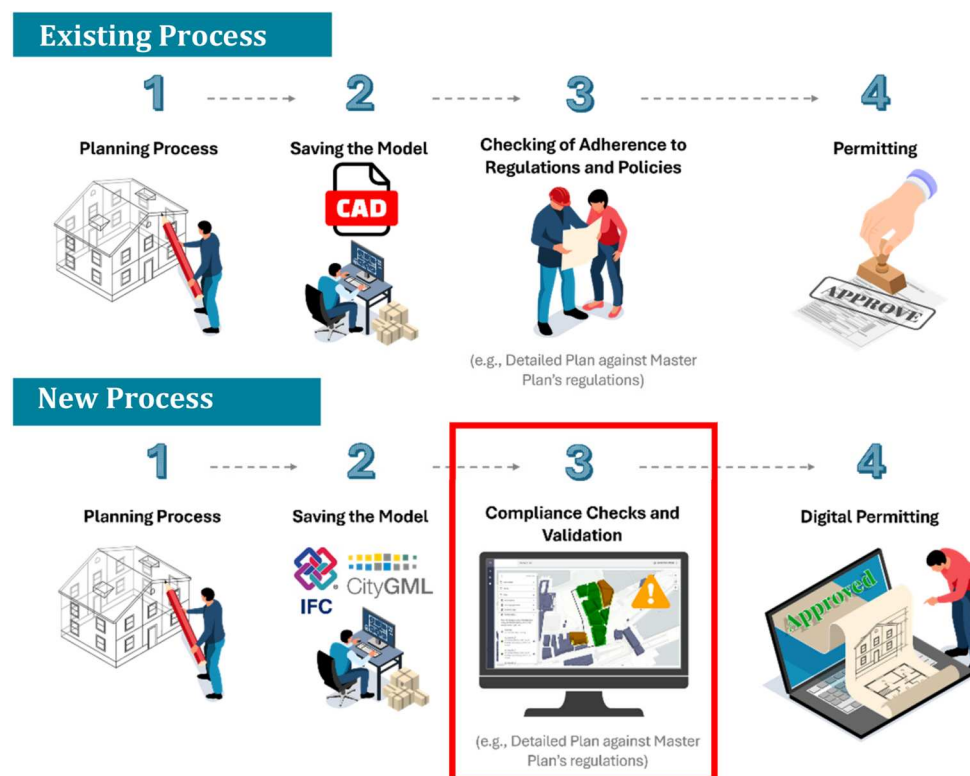 Existing Process
1
2
3
4
Planning Process
Saving the Model
Checking of Adherence to
Regulations and Policies
Permitting
CAD
APPROVE
(e.g., Detailed Plan against Master
Plan's regulations)
New Process
1
2
3
4
Planning Process
Saving the Model
Compliance Checks and
Validation
Digital Permitting
IFC
CityGML
Approved
(e.g., Detailed Plan against Master
Plan's regulations)